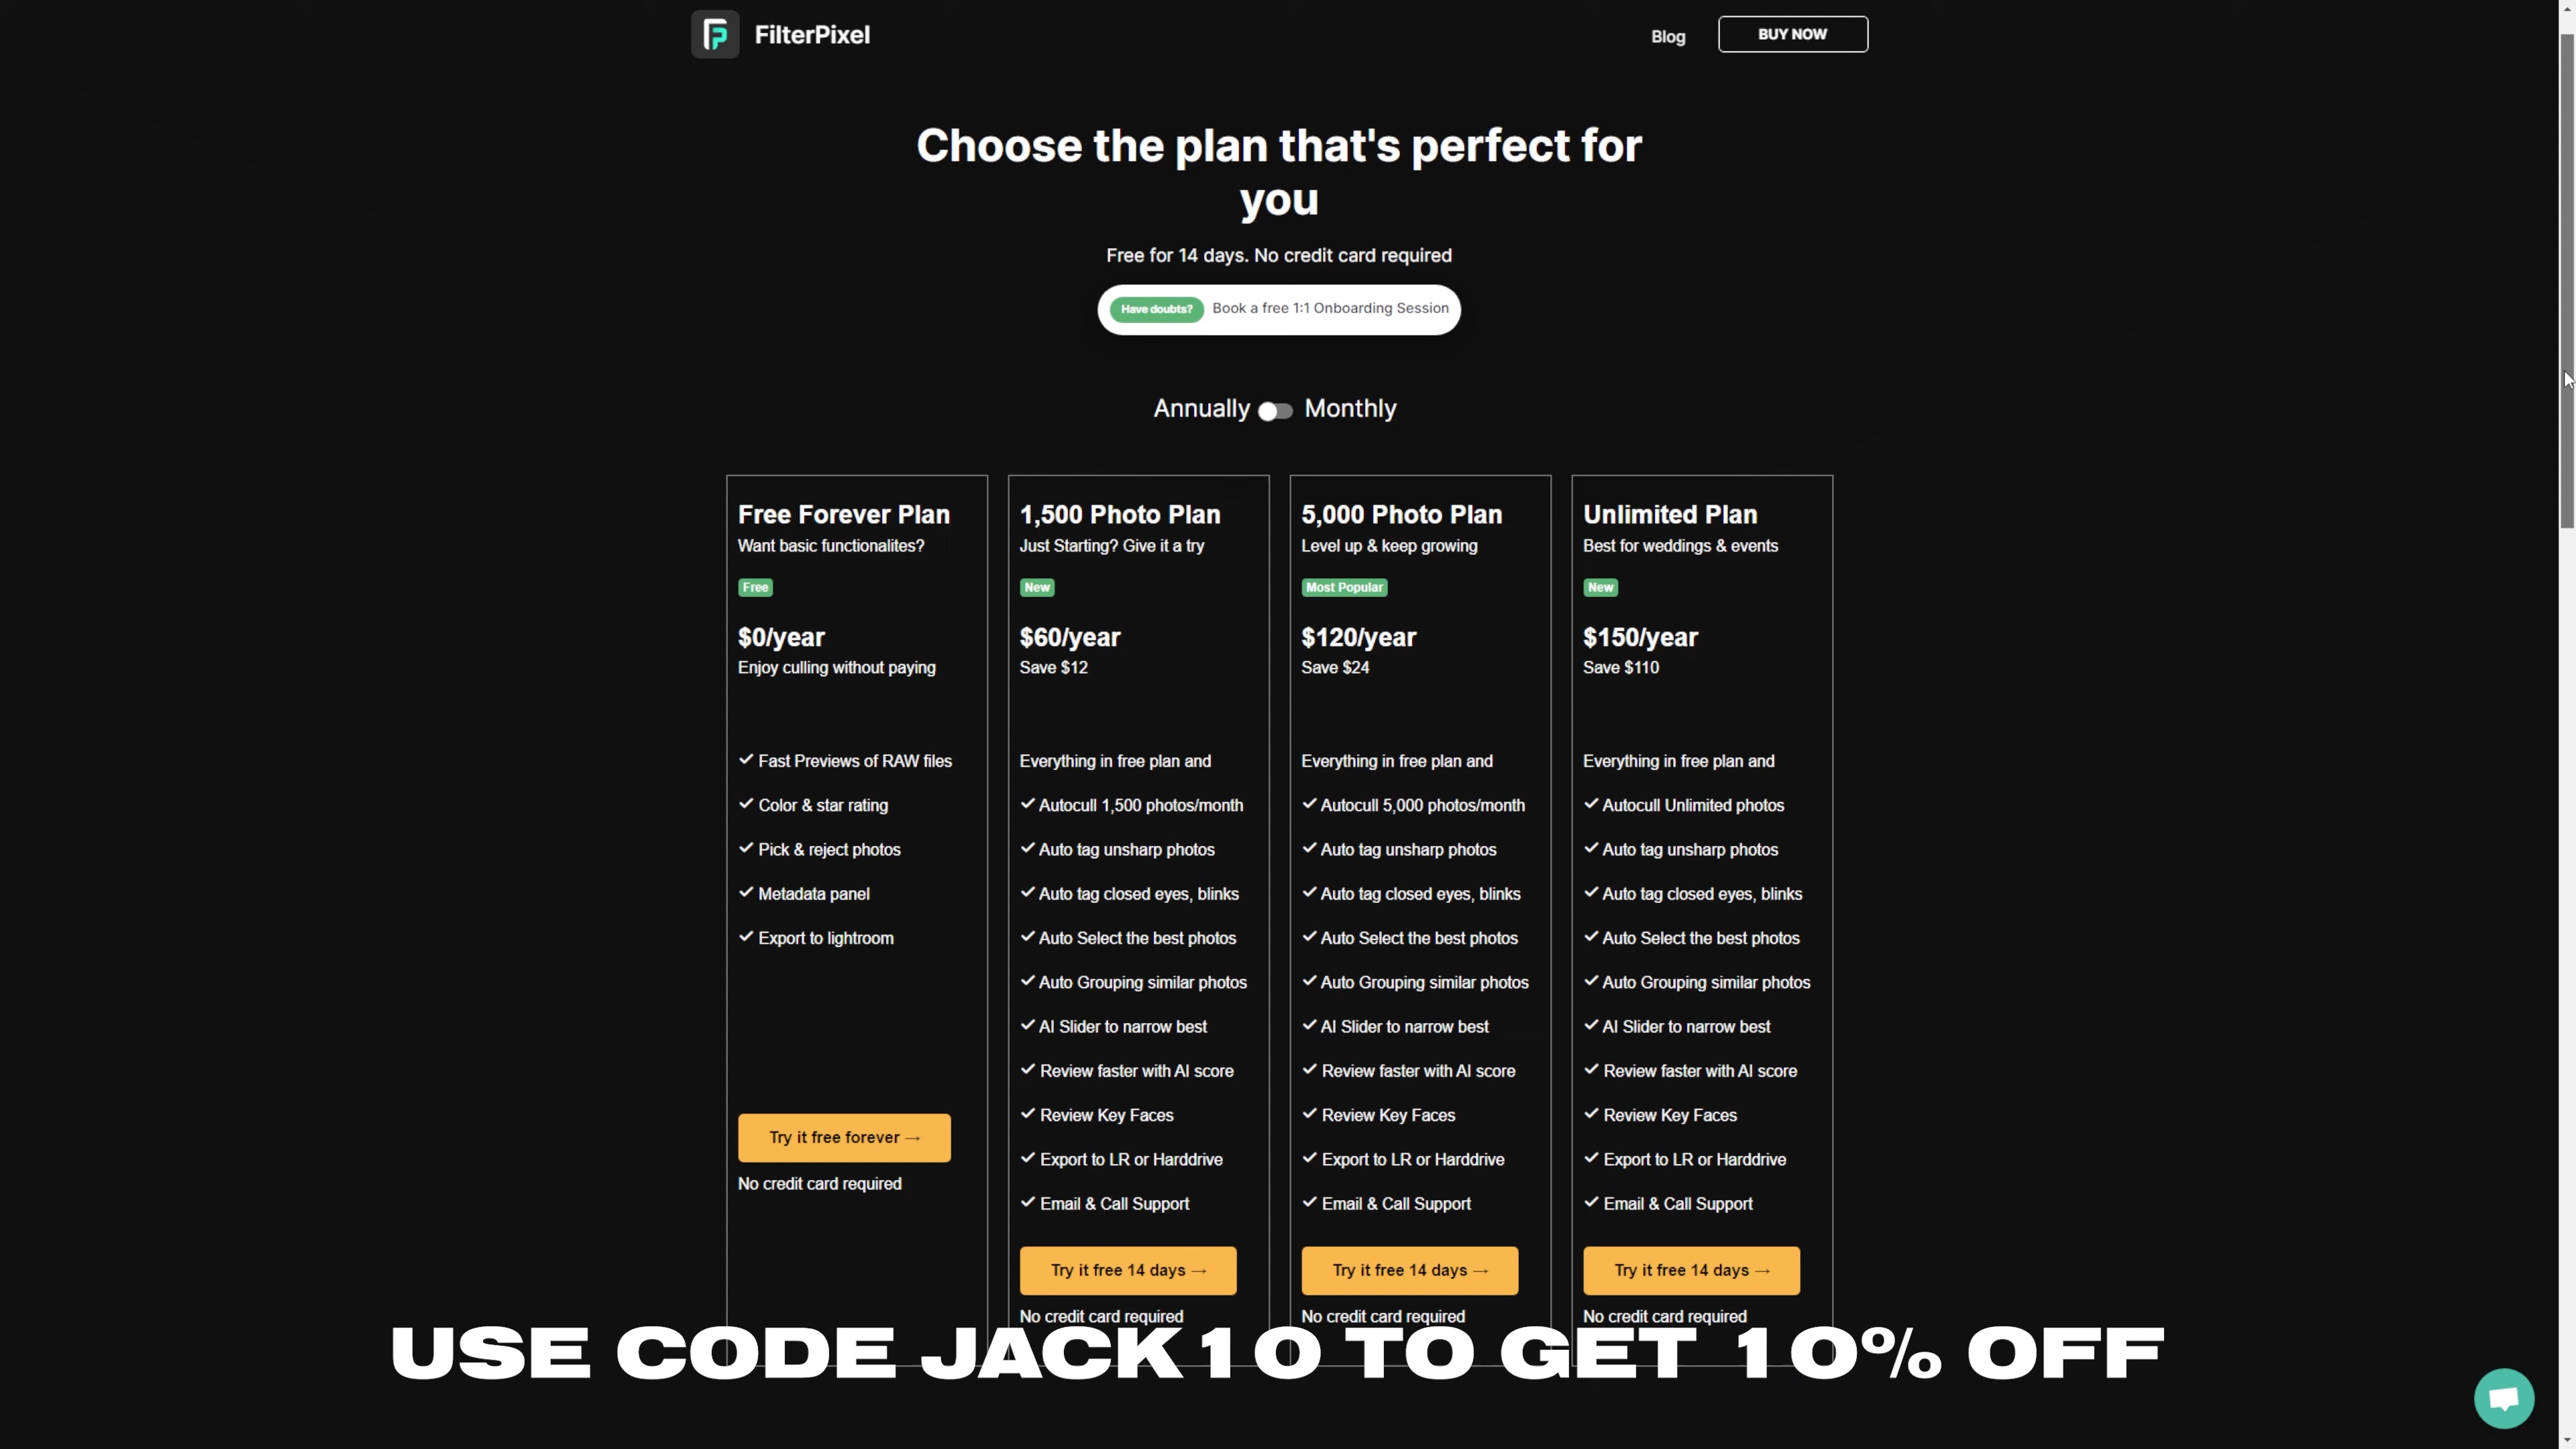 FilterPixel
Blog
BUY NOW
Choose the plan that's perfect for
you
Free for 14 days. No credit card required
Have doubts? Book a free 1:1 Onboarding Session
Annually Monthly
Free Forever Plan
Want basic functionalites?
Free
$0/year
Enjoy culling without paying
Fast Previews of RAW files
Color & star rating
Pick & reject photos
Metadata panel
Export to lightroom
Try it free forever →
No credit card required
1,500 Photo Plan
Just Starting? Give it a try
New
$60/year
Save $12
Everything in free plan and
Autocull 1,500 photos/month
Auto tag unsharp photos
Auto tag closed eyes, blinks
Auto Select the best photos
Auto Grouping similar photos
AI Slider to narrow best
Review faster with AI score
Review Key Faces
Export to LR or Harddrive
Email & Call Support
Try it free 14 days →
No credit card required
5,000 Photo Plan
Level up & keep growing
Most Popular
$120/year
Save $24
Everything in free plan and
Autocull 5,000 photos/month
Auto tag unsharp photos
Auto tag closed eyes, blinks
Auto Select the best photos
Auto Grouping similar photos
AI Slider to narrow best
Review faster with AI score
Review Key Faces
Export to LR or Harddrive
Email & Call Support
Try it free 14 days →
No credit card required
Unlimited Plan
Best for weddings & events
New
$150/year
Save $110
Everything in free plan and
Autocull Unlimited photos
Auto tag unsharp photos
Auto tag closed eyes, blinks
Auto Select the best photos
Auto Grouping similar photos
AI Slider to narrow best
Review faster with AI score
Review Key Faces
Export to LR or Harddrive
Email & Call Support
Try it free 14 days →
No credit card required
USE CODE JACK10 TO GET 10% OFF